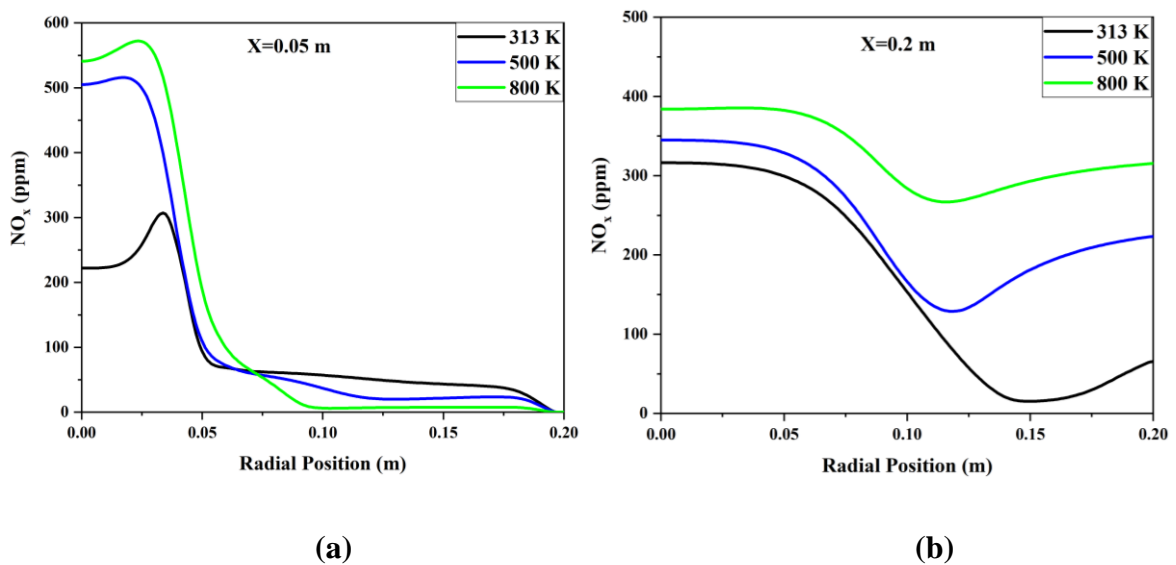 X=0.05 m
313 K
500 K
800 K
600
500
400
300
200
100
0
NOx (ppm)
0.00 0.05 0.10 0.15 0.20
Radial Position (m)
(a)
X=0.2 m
313 K
500 K
800 K
500
400
300
200
100
0
NOx (ppm)
0.00 0.05 0.10 0.15 0.20
Radial Position (m)
(b)